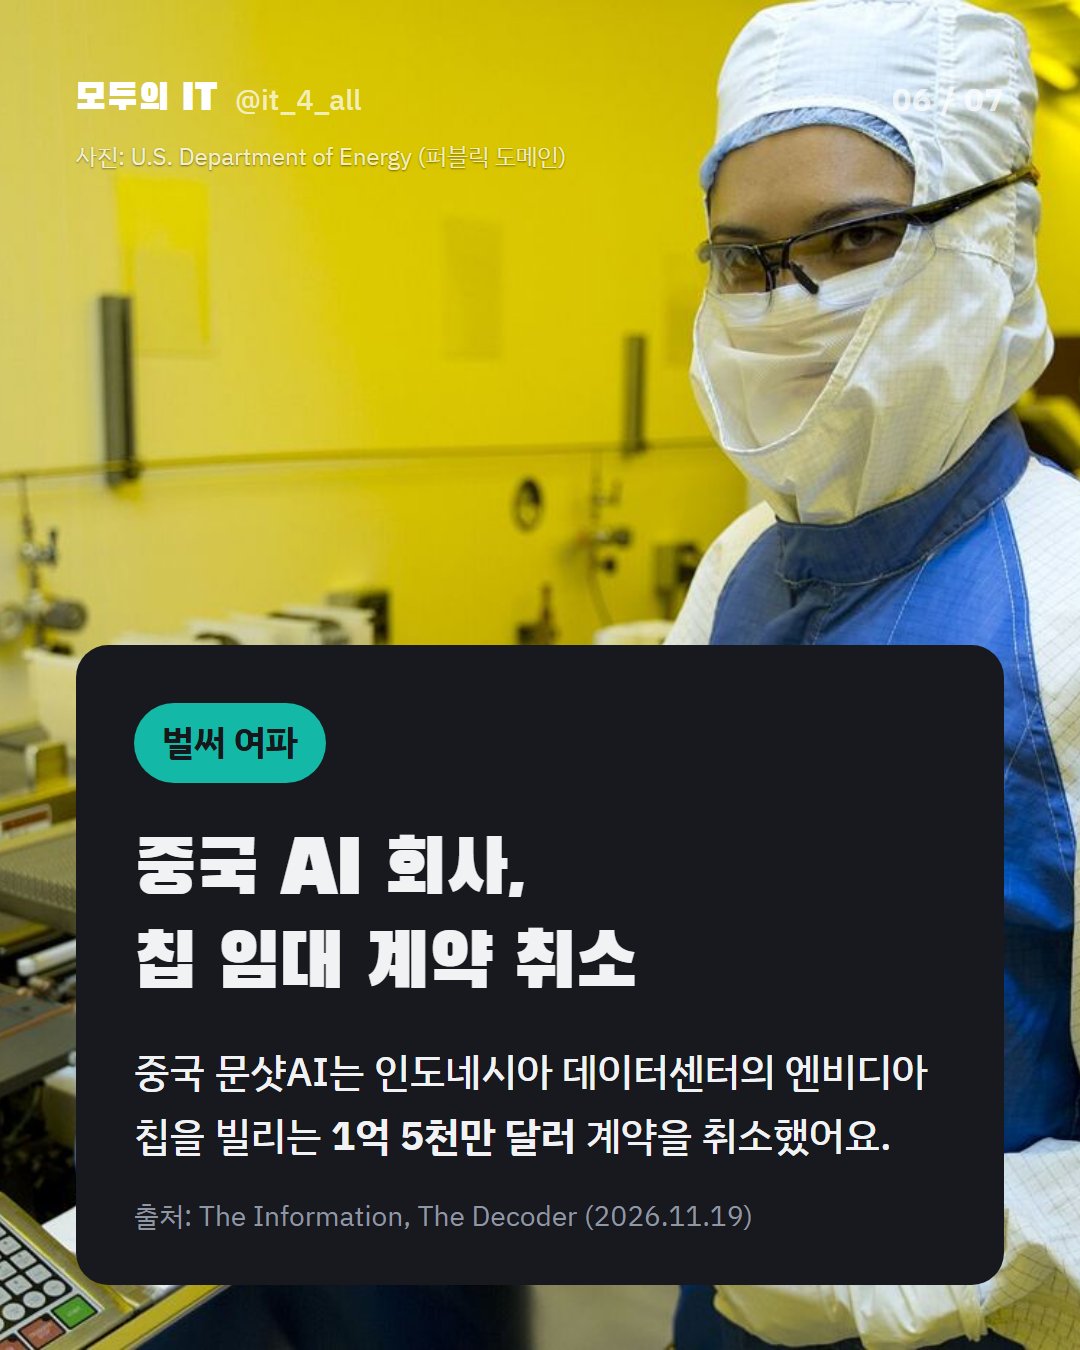 모두의 IT @it_4_all
06 / 07
사진: U.S. Department of Energy (퍼블릭 도메인)
벌써 여파
중국 AI 회사,
칩 임대 계약 취소
중국 문샷AI는 인도네시아 데이터센터의 엔비디아
칩을 빌리는 1억 5천만 달러 계약을 취소했어요.
출처: The Information, The Decoder (2026.11.19)